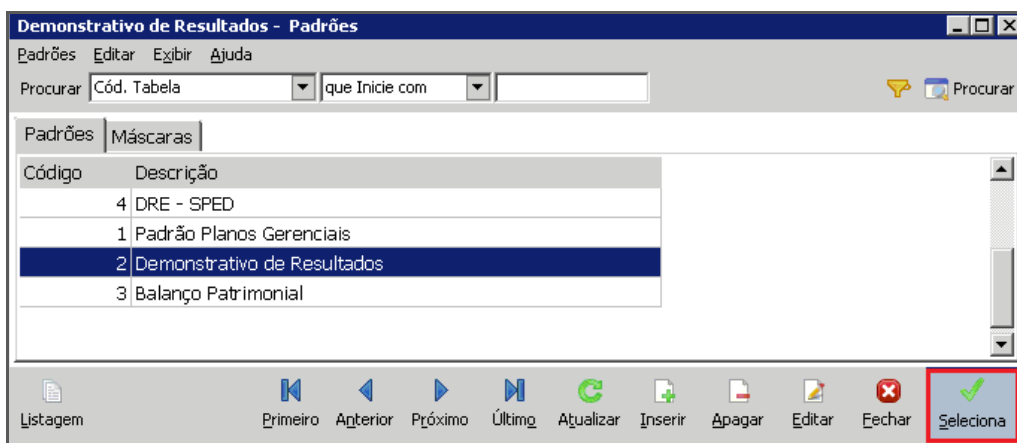 Demonstrativo de Resultados - Padrões
Padrões Editar Exibir Ajuda
Procurar Cód. Tabela que Inicie com Procurar
Padrões Máscaras
Código Descrição
4 DRE - SPED
1 Padrão Planos Gerenciais
2 Demonstrativo de Resultados
3 Balanço Patrimonial
Listagem Primeiro Anterior Próximo Último Atualizar Inserir Apagar Editar Fechar Seleciona